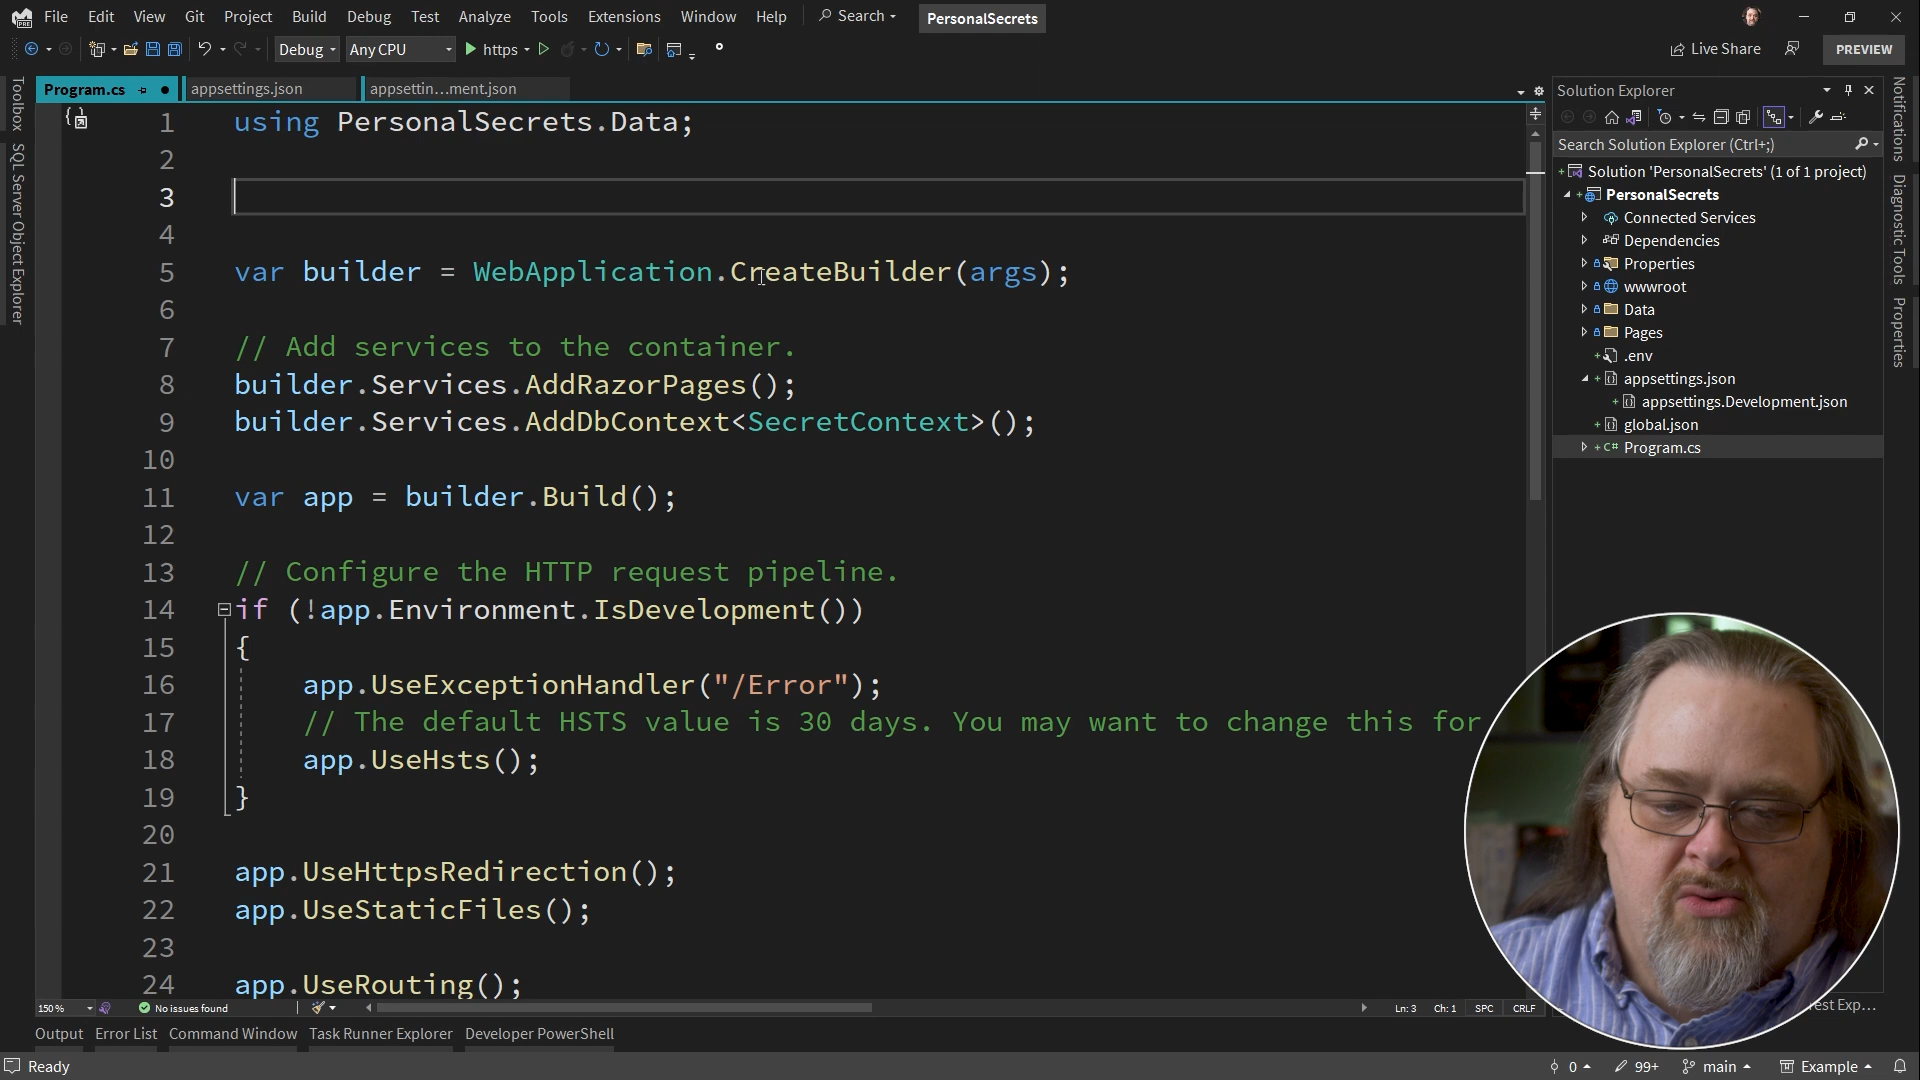 File Edit View Git Project Build Debug Test Analyze Tools Extensions Window Help Search PersonalSecrets
Debug Any CPU https Live Share PREVIEW
Program.cs appsettings.json appsettin...ment.json
Toolbox
SQL Server Object Explorer
1 using PersonalSecrets.Data;
2
3
4
5 var builder = WebApplication.CreateBuilder(args);
6
7 // Add services to the container.
8 builder.Services.AddRazorPages();
9 builder.Services.AddDbContext<SecretContext>();
10
11 var app = builder.Build();
12
13 // Configure the HTTP request pipeline.
14 if (!app.Environment.IsDevelopment())
15 {
16 app.UseExceptionHandler("/Error");
17 // The default HSTS value is 30 days. You may want to change this for
18 app.UseHsts();
19 }
20
21 app.UseHttpsRedirection();
22 app.UseStaticFiles();
23
24 app.UseRouting();
Solution Explorer
Search Solution Explorer (Ctrl+;)
Solution 'PersonalSecrets' (1 of 1 project)
PersonalSecrets
Connected Services
Dependencies
Properties
wwwroot
Data
Pages
.env
appsettings.json
appsettings.Development.json
global.json
Program.cs
Notifications
Diagnostic Tools
Properties
150 % No issues found Ln: 3 Ch: 1 SPC CRLF
Output Error List Command Window Task Runner Explorer Developer PowerShell
Ready 0 99+ main Example